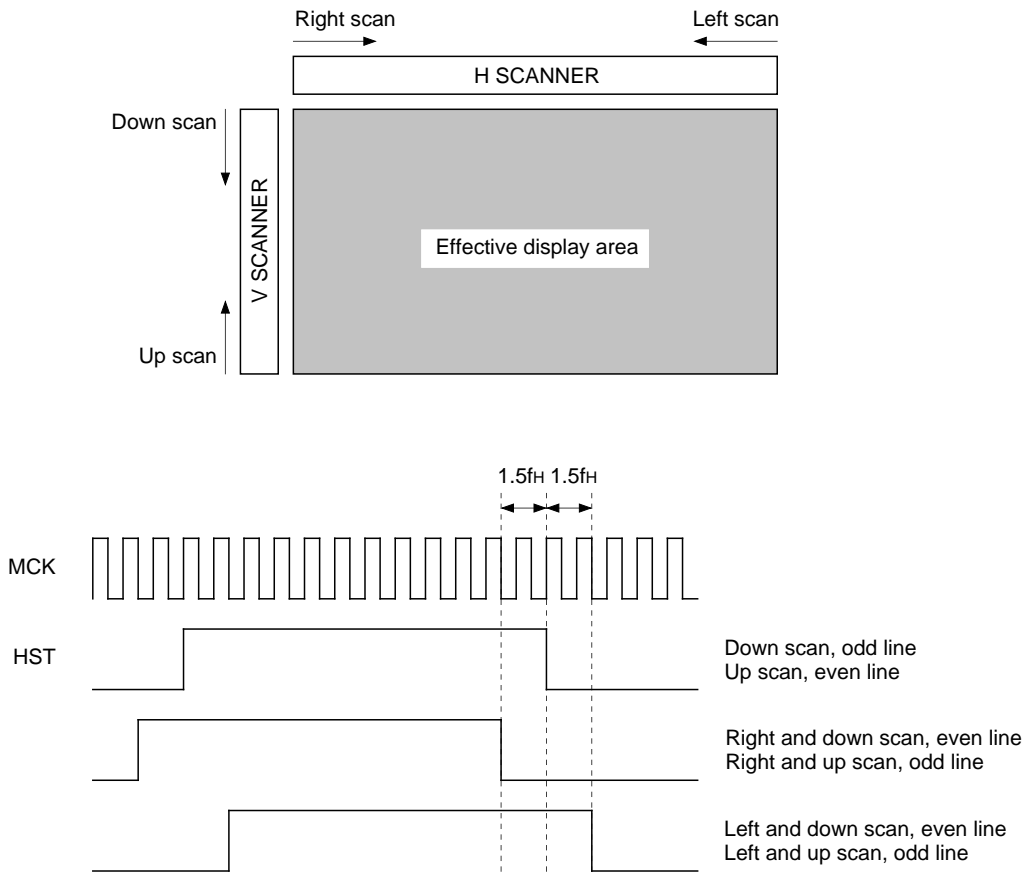 Right scan
Left scan
H SCANNER
Down scan
V SCANNER
Effective display area
Up scan
1.5fH
1.5fH
MCK
HST
Down scan, odd line
Up scan, even line
Right and down scan, even line
Right and up scan, odd line
Left and down scan, even line
Left and up scan, odd line